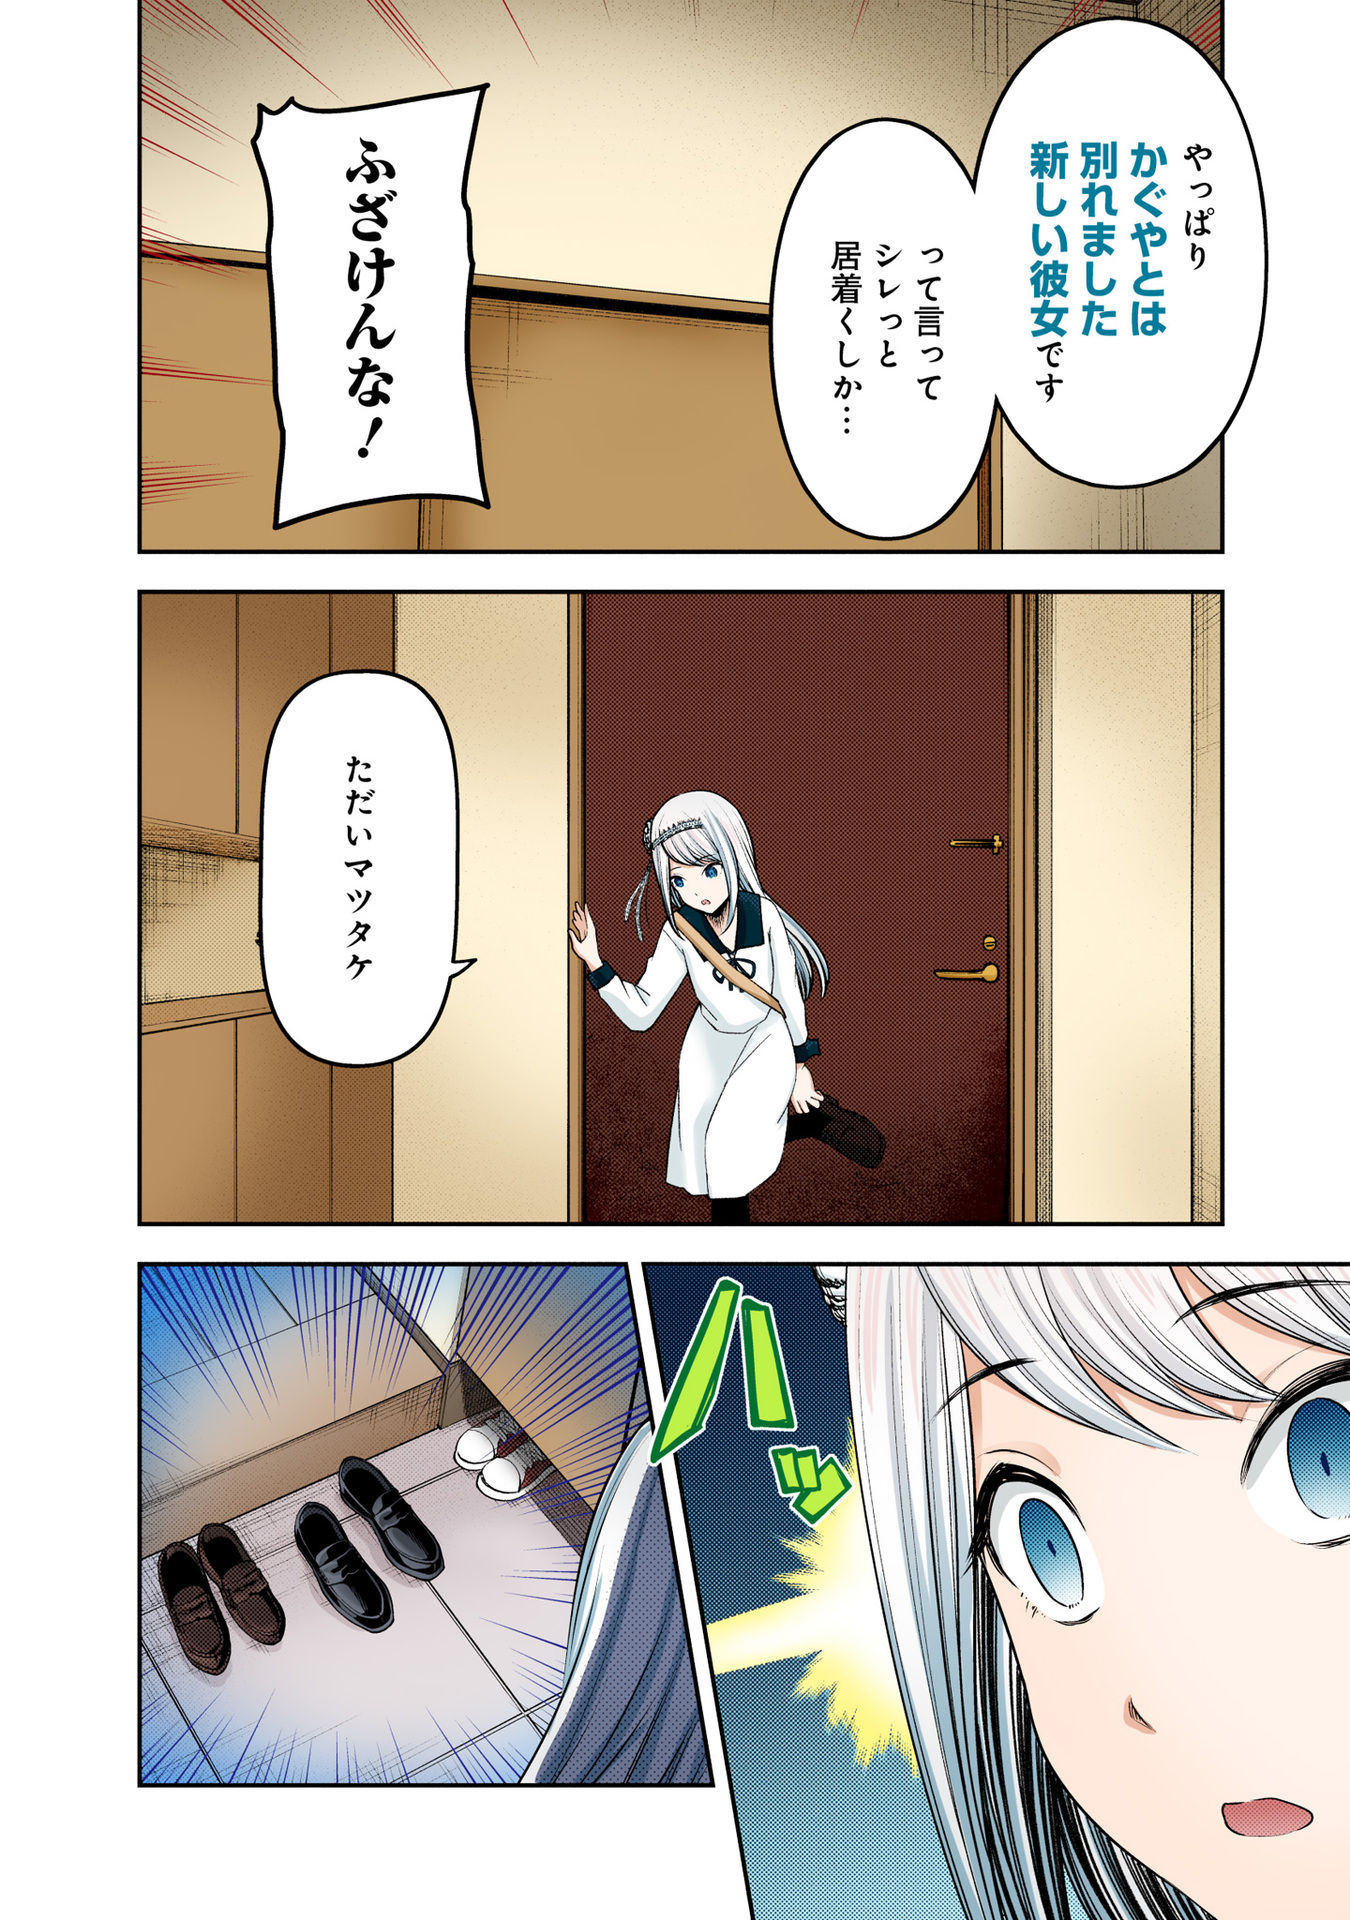 やっぱり
かぐやとは
別れました
新しい彼女です
って言って
シレっと
居着くしか…
ふざけんな！
ただいマツタケ
ハッ